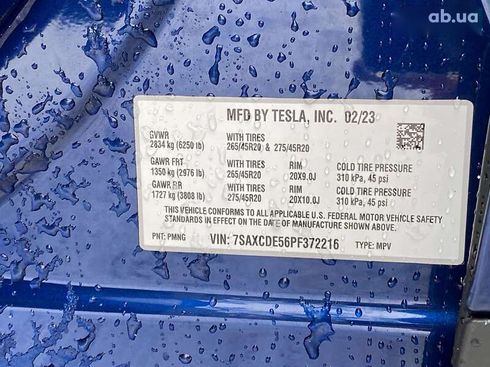 ab.ua
MFD BY TESLA, INC. 02/23
GVWR WITH TIRES
2834 kg (6250 lb) 265/45R20 & 275/45R20
GAWR FRT WITH TIRES RIM COLD TIRE PRESSURE
1350 kg (2976 lb) 265/45R20 20X9.0J 310 kPa, 45 psi
GAWR RR WITH TIRES RIM COLD TIRE PRESSURE
1727 kg (3808 lb) 275/45R20 20X10.0J 310 kPa, 45 psi
THIS VEHICLE CONFORMS TO ALL APPLICABLE U.S. FEDERAL MOTOR VEHICLE SAFETY
STANDARDS IN EFFECT ON THE DATE OF MANUFACTURE SHOWN ABOVE.
PNT: PMNG VIN: 7SAXCDE56PF372216 TYPE: MPV